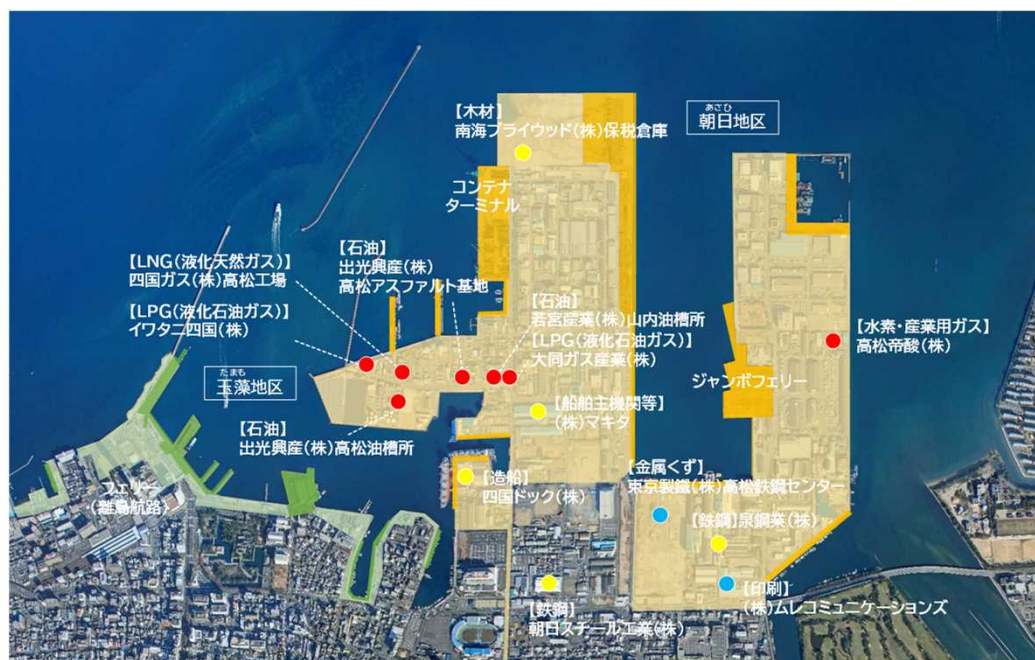 【木材】
南海プライウッド(株)保税倉庫
あさひ
朝日地区
コンテナ
ターミナル
【石油】
出光興産(株)
高松アスファルト基地
【LNG(液化天然ガス)】
四国ガス(株)高松工場
【LPG(液化石油ガス)】
イワタニ四国(株)
【石油】
若宮産業(株)山内油槽所
【LPG(液化石油ガス)】
大同ガス産業(株)
【水素・産業用ガス】
高松帝酸(株)
たまも
玉藻地区
ジャンボフェリー
【石油】
出光興産(株)高松油槽所
【船舶主機関等】
(株)マキタ
【造船】
四国ドック(株)
【金属くず】
東京製鐵(株)高松鉄鋼センター
フェリー
(離島航路)
【鉄鋼】泉鋼業(株)
【鉄鋼】
朝日スチール工業(株)
【印刷】
(株)ムレコミュニケーションズ